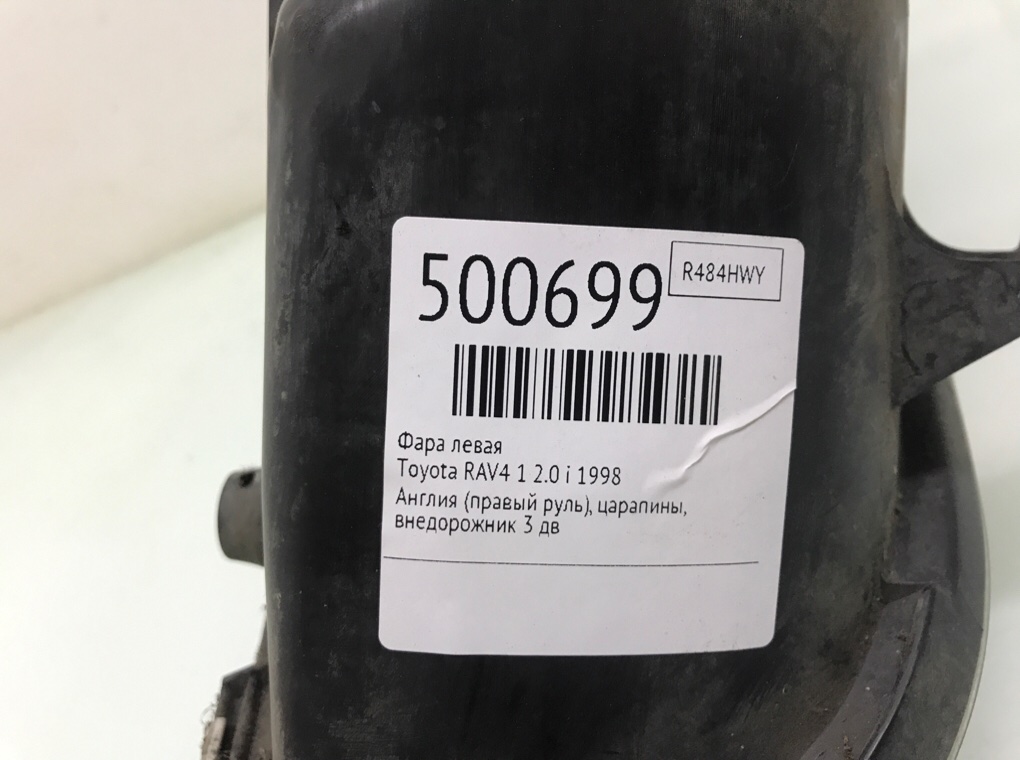 500699
R484HWY
Фара левая
Toyota RAV4 1 2.0 i 1998
Англия (правый руль), царапины,
внедорожник 3 дв